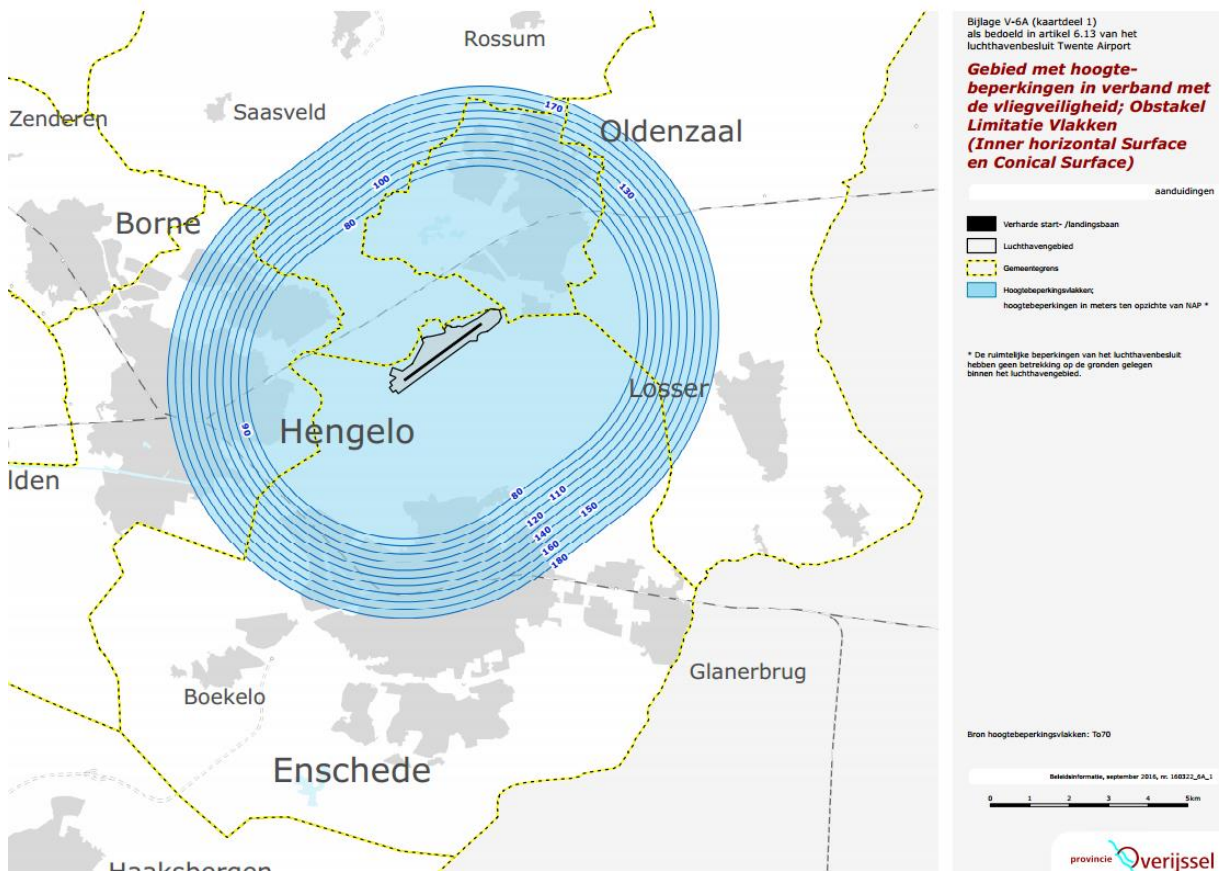 Rossum
Saasveld
Zenderen
170
Oldenzaal
100
130
80
Borne
Losser
90
Hengelo
lden
80
110
120
150
140
160
180
Glanerbrug
Boekelo
Enschede
Haaksbergen
Bijlage V-6A (kaartdeel 1)
als bedoeld in artikel 6.13 van het
luchthavenbesluit Twente Airport
Gebied met hoogte-
beperkingen in verband met
de vliegveiligheid; Obstakel
Limitatie Vlakken
(Inner horizontal Surface
en Conical Surface)
aanduidingen
Verharde start- /landingsbaan
Luchthavengebied
Gemeentegrens
Hoogtebeperkingsvlakken;
hoogtebeperkingen in meters ten opzichte van NAP *
* De ruimtelijke beperkingen van het luchthavenbesluit
hebben geen betrekking op de gronden gelegen
binnen het luchthavengebied.
Bron hoogtebeperkingsvlakken: To70
Beleidsinformatie, september 2016, nr. 160322_6A_1
0 1 2 3 4 5km
provincie Overijssel